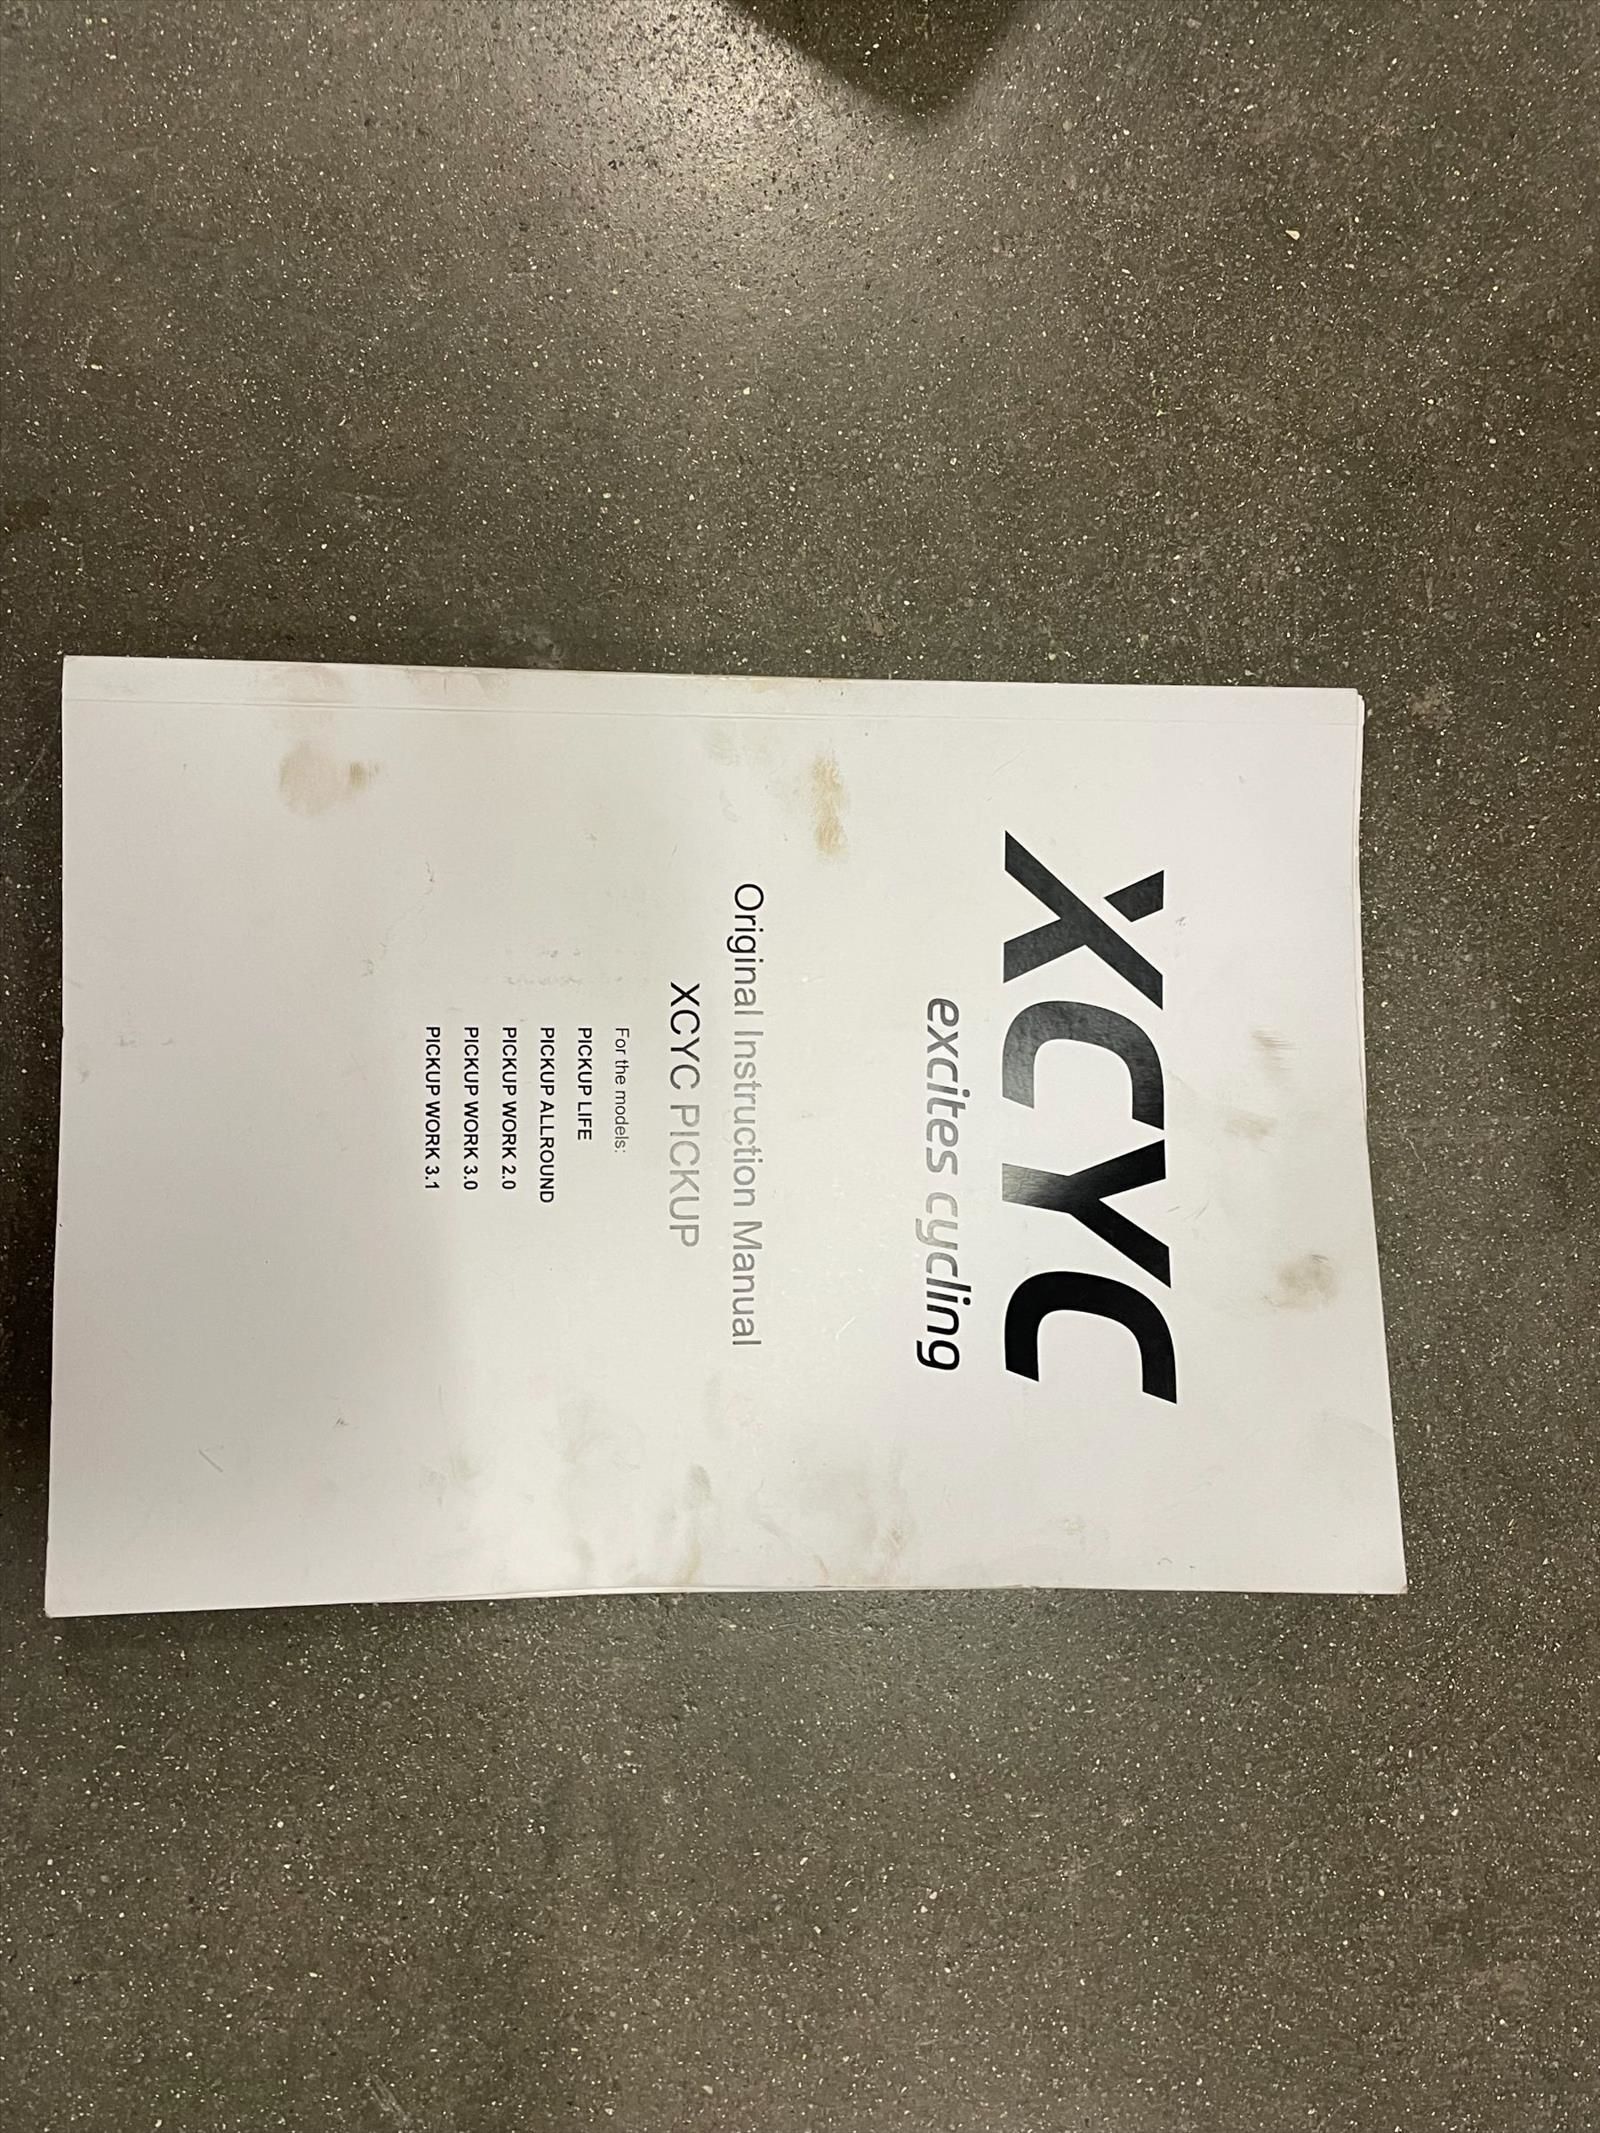 XCYC
excites cycling
Original Instruction Manual
XCYC PICKUP
For the models:
PICKUP LIFE
PICKUP ALLROUND
PICKUP WORK 2.0
PICKUP WORK 3.0
PICKUP WORK 3.1